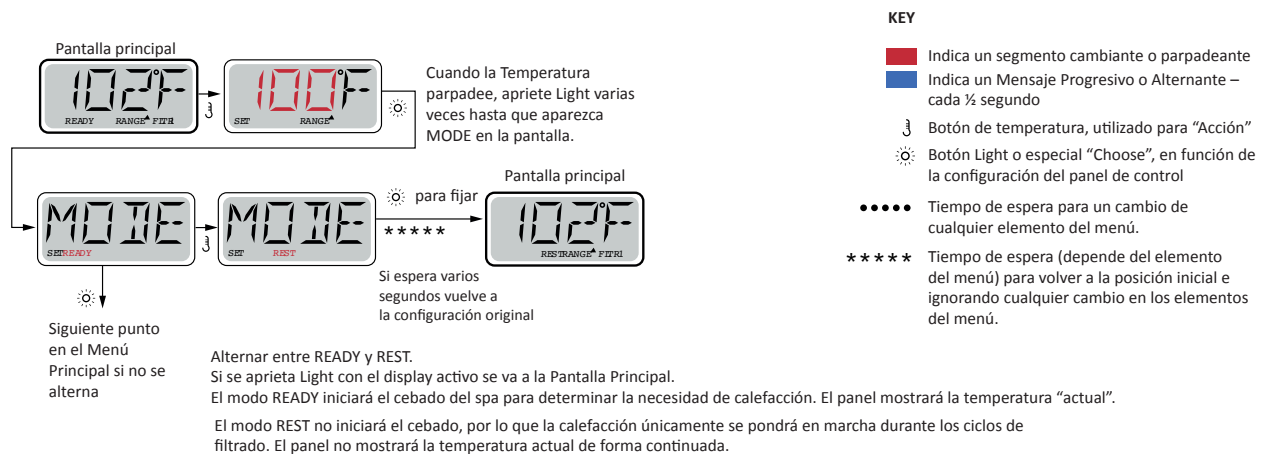 Pantalla principal
102°F
READY RANGE FLTR1
100°F
SET RANGE
Cuando la Temperatura
parpadee, apriete Light varias
veces hasta que aparezca
MODE en la pantalla.
MODE
SET READY
MODE
SET REST
para fijar
*****
Si espera varios
segundos vuelve a
la configuración original
Pantalla principal
102°F
REST RANGE FLTR1
Siguiente punto
en el Menú
Principal si no se
alterna
Alternar entre READY y REST.
Si se aprieta Light con el display activo se va a la Pantalla Principal.
El modo READY iniciará el cebado del spa para determinar la necesidad de calefacción. El panel mostrará la temperatura “actual”.
El modo REST no iniciará el cebado, por lo que la calefacción únicamente se pondrá en marcha durante los ciclos de
filtrado. El panel no mostrará la temperatura actual de forma continuada.
KEY
Indica un segmento cambiante o parpadeante
Indica un Mensaje Progresivo o Alternante –
cada ½ segundo
Botón de temperatura, utilizado para “Acción”
Botón Light o especial “Choose”, en función de
la configuración del panel de control
••••• Tiempo de espera para un cambio de
cualquier elemento del menú.
***** Tiempo de espera (depende del elemento
del menú) para volver a la posición inicial e
ignorando cualquier cambio en los elementos
del menú.